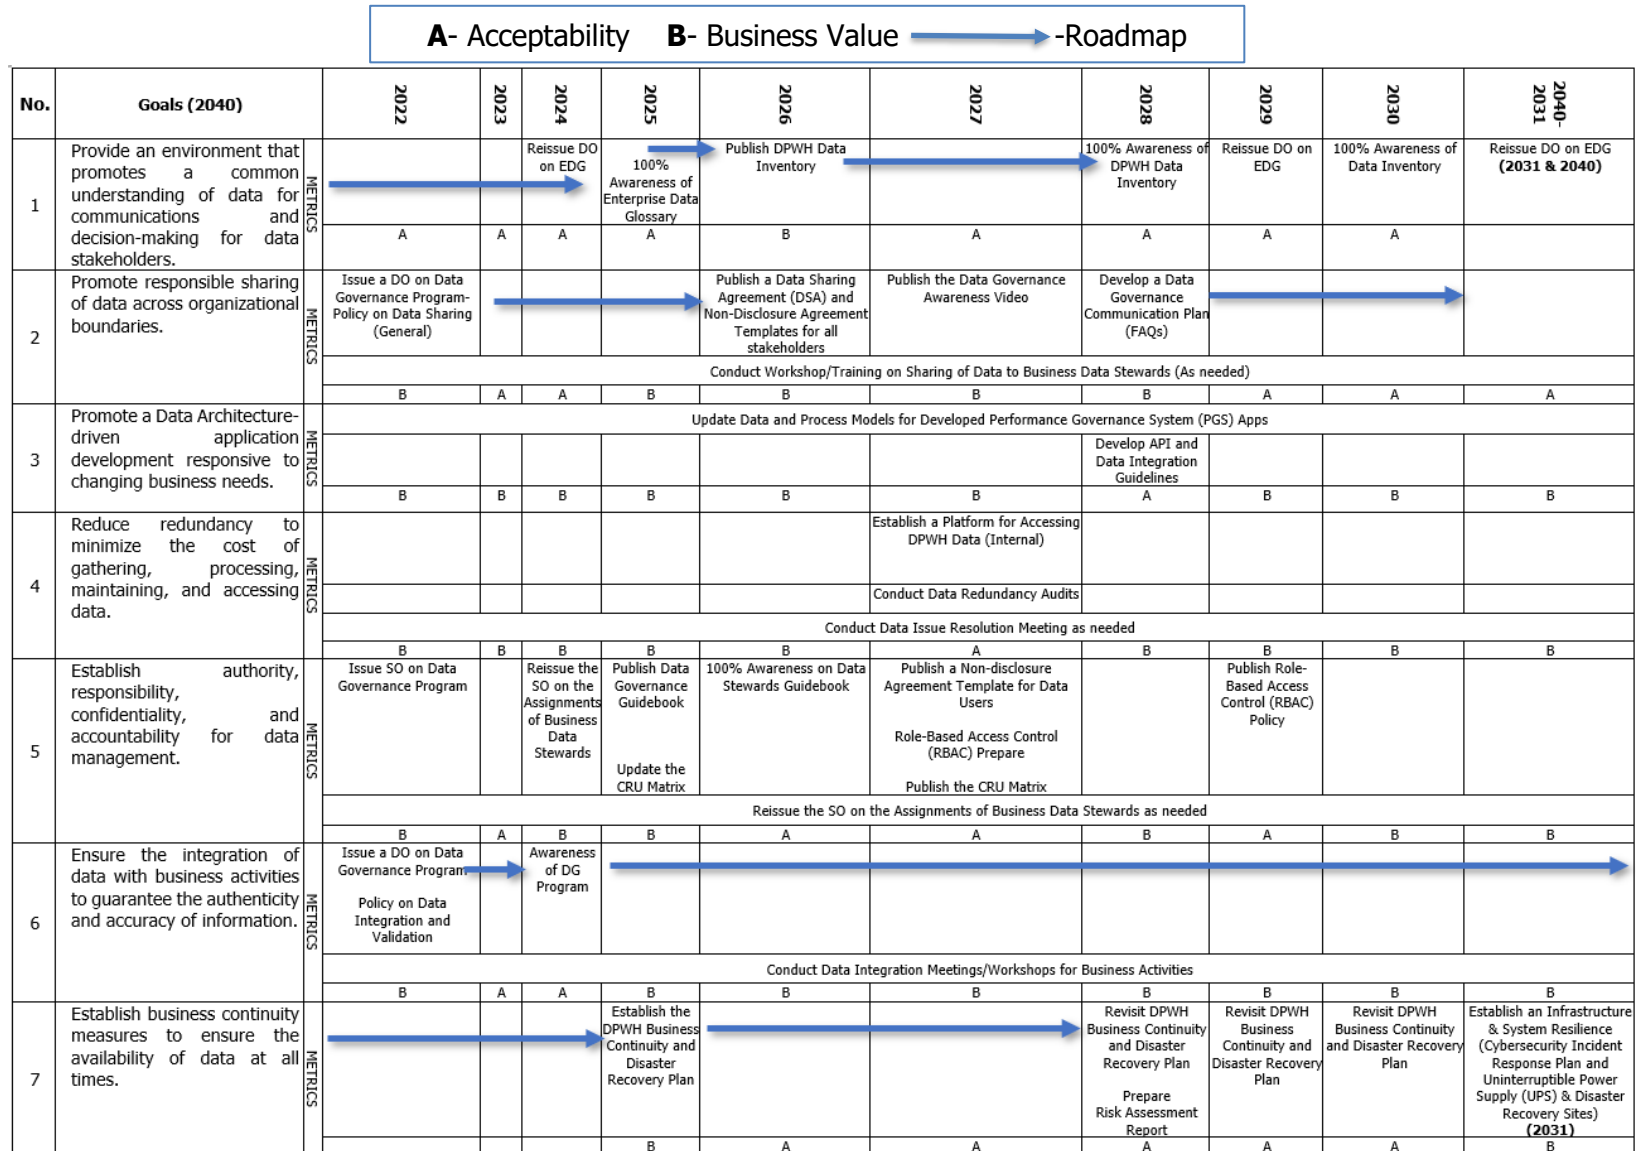 A- Acceptability B- Business Value -Roadmap
No.
Goals (2040)
2022
2023
2024
2025
2026
2027
2028
2029
2030
2040-
2031
1
Provide an environment that
promotes a common
understanding of data for
communications and
decision-making for data
stakeholders.
METRICS
Reissue DO
on EDG
100%
Awareness of
Enterprise Data
Glossary
Publish DPWH Data
Inventory
100% Awareness of
DPWH Data
Inventory
Reissue DO on
EDG
100% Awareness of
Data Inventory
Reissue DO on EDG
(2031 & 2040)
A A A A B A A A A
2
Promote responsible sharing
of data across organizational
boundaries.
METRICS
Issue a DO on Data
Governance Program-
Policy on Data Sharing
(General)
Publish a Data Sharing
Agreement (DSA) and
Non-Disclosure Agreement
Templates for all
stakeholders
Publish the Data Governance
Awareness Video
Develop a Data
Governance
Communication Plan
(FAQs)
Conduct Workshop/Training on Sharing of Data to Business Data Stewards (As needed)
B A A B B B B A A A
3
Promote a Data Architecture-
driven application
development responsive to
changing business needs.
METRICS
Update Data and Process Models for Developed Performance Governance System (PGS) Apps
Develop API and
Data Integration
Guidelines
B B B B B B A B B B
4
Reduce redundancy to
minimize the cost of
gathering, processing,
maintaining, and accessing
data.
METRICS
Establish a Platform for Accessing
DPWH Data (Internal)
Conduct Data Redundancy Audits
Conduct Data Issue Resolution Meeting as needed
B B B B B A B B B B
5
Establish authority,
responsibility,
confidentiality, and
accountability for data
management.
METRICS
Issue SO on Data
Governance Program
Reissue the
SO on the
Assignments
of Business
Data
Stewards
Publish Data
Governance
Guidebook
Update the
CRU Matrix
100% Awareness on Data
Stewards Guidebook
Publish a Non-disclosure
Agreement Template for Data
Users
Role-Based Access Control
(RBAC) Prepare
Publish the CRU Matrix
Publish Role-
Based Access
Control (RBAC)
Policy
Reissue the SO on the Assignments of Business Data Stewards as needed
B A B B A A B A B B
6
Ensure the integration of
data with business activities
to guarantee the authenticity
and accuracy of information.
METRICS
Issue a DO on Data
Governance Program
Policy on Data
Integration and
Validation
Awareness
of DG
Program
Conduct Data Integration Meetings/Workshops for Business Activities
B A A B B B B B B B
7
Establish business continuity
measures to ensure the
availability of data at all
times.
METRICS
Establish the
DPWH Business
Continuity and
Disaster
Recovery Plan
Revisit DPWH
Business Continuity
and Disaster
Recovery Plan
Prepare
Risk Assessment
Report
Revisit DPWH
Business
Continuity and
Disaster Recovery
Plan
Revisit DPWH
Business Continuity
and Disaster Recovery
Plan
Establish an Infrastructure
& System Resilience
(Cybersecurity Incident
Response Plan and
Uninterruptible Power
Supply (UPS) & Disaster
Recovery Sites)
(2031)
B A A A A A B